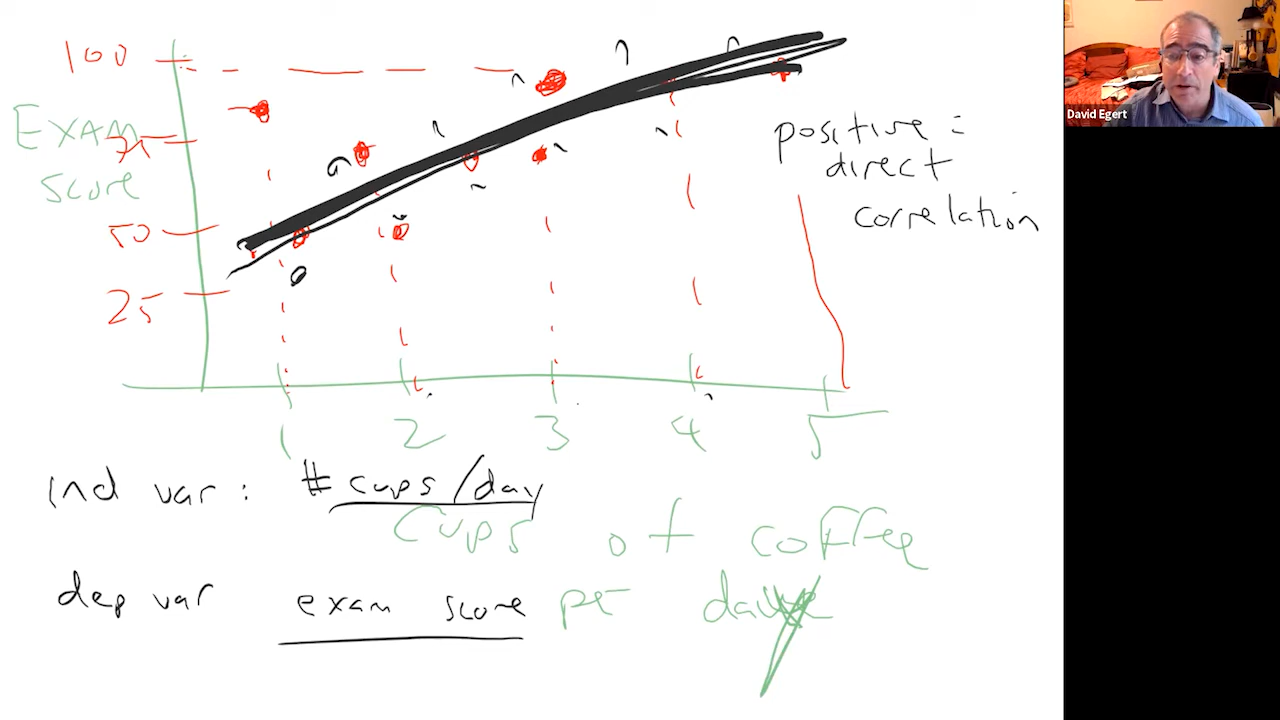 100
EXAM
75
score
50
25
1 2 3 4 5
positive =
direct
correlation
ind var: # cups/day
cups of coffee
dep var exam score
per day
David Egert